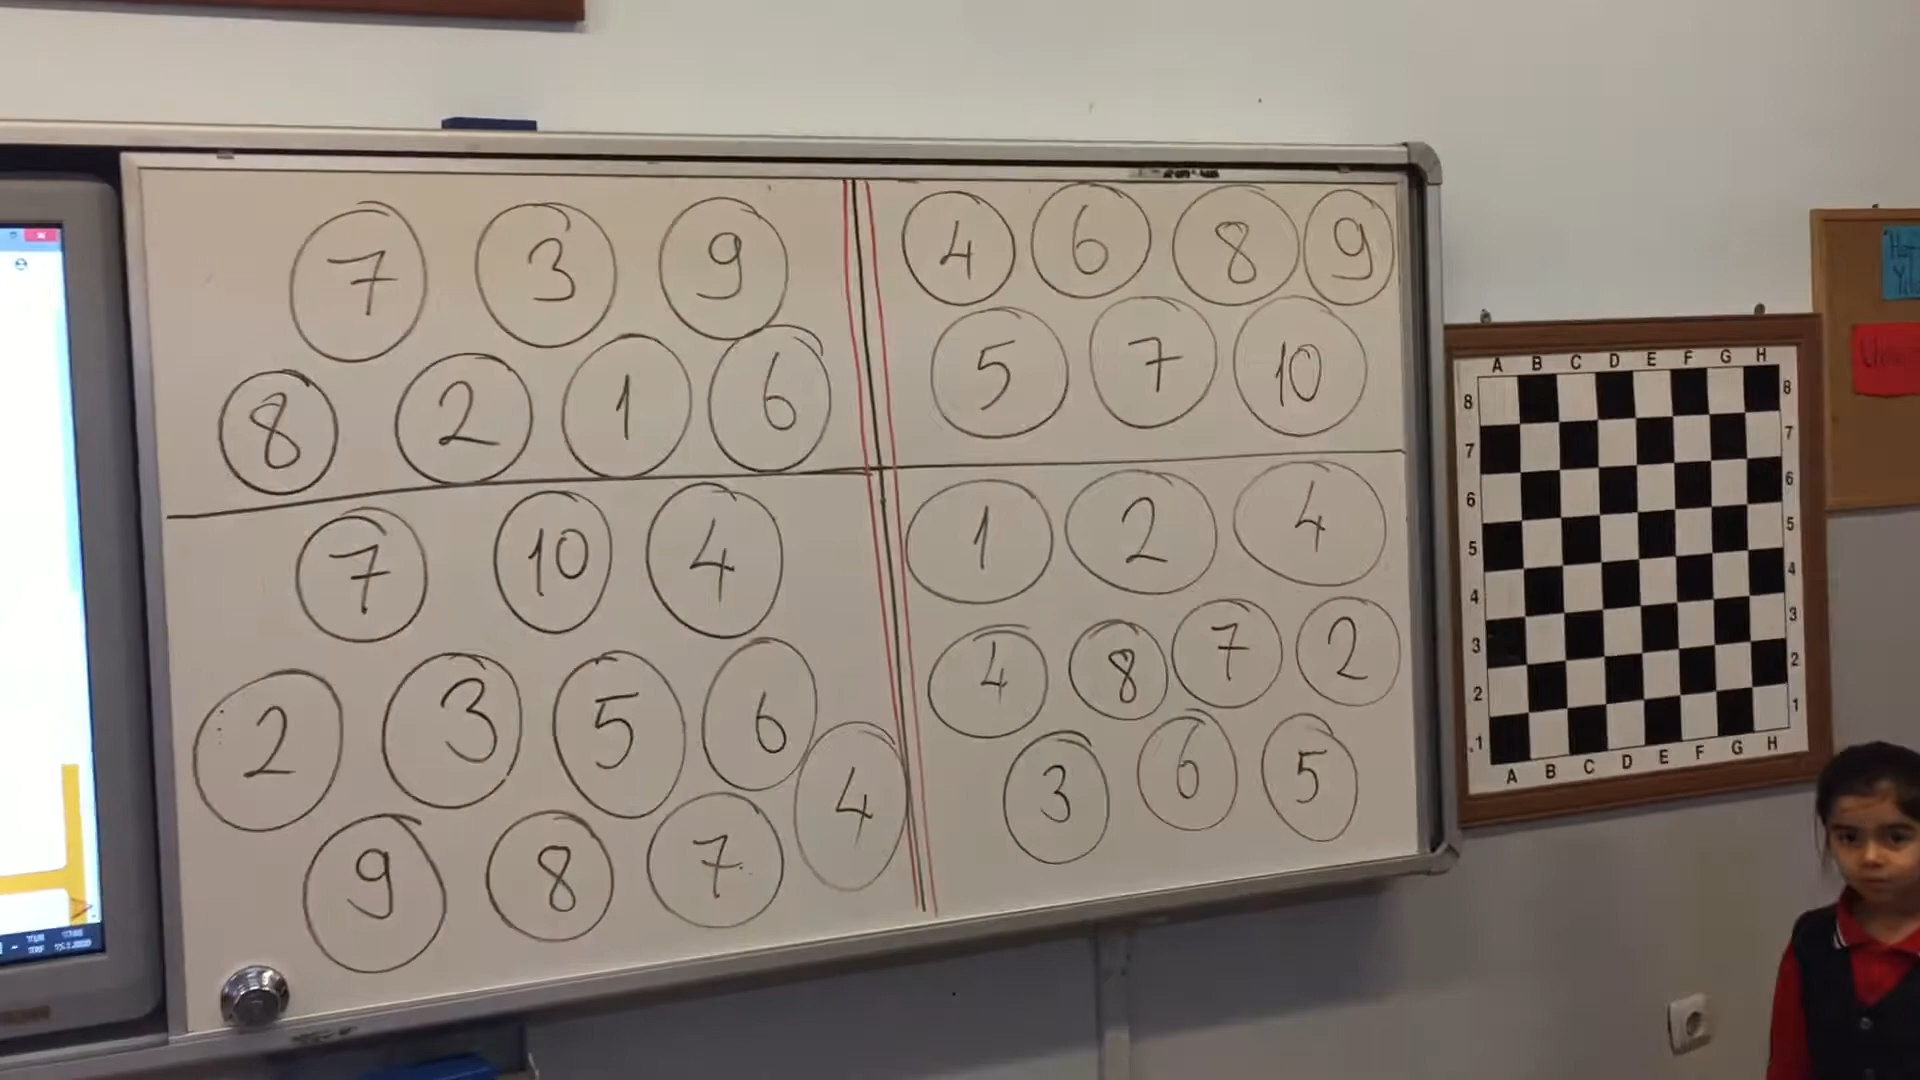 7 3 9
8 2 1 6
4 6 8 9
5 7 10
7 10 4
2 3 5 6
4
9 8 7
1 2 4
4 8 7 2
3 6 5
A B C D E F G H
8 8
7 7
6 6
5 5
4 4
3 3
2 2
1 1
A B C D E F G H